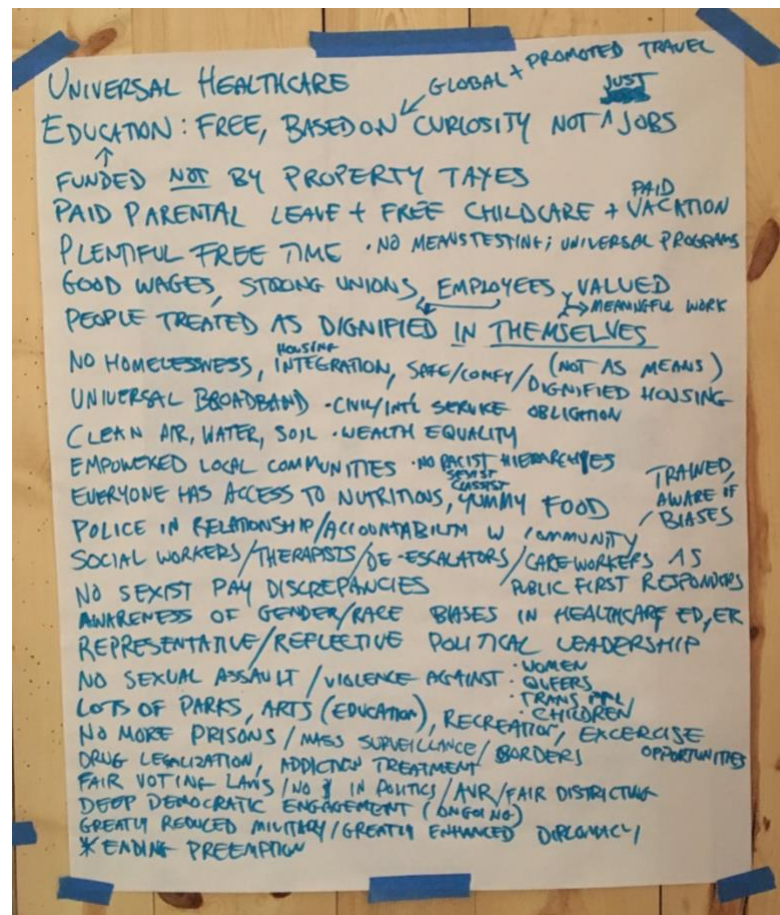 UNIVERSAL HEALTHCARE
GLOBAL + PROMOTED TRAVEL
JUST
EDUCATION: FREE, BASED ON CURIOSITY NOT ^ JOBS
FUNDED NOT BY PROPERTY TAXES
PAID
PAID PARENTAL LEAVE + FREE CHILDCARE + VACATION
PLENTIFUL FREE TIME · NO MEANS TESTING; UNIVERSAL PROGRAMS
GOOD WAGES, STRONG UNIONS, EMPLOYEES VALUED
→ MEANINGFUL WORK
PEOPLE TREATED AS DIGNIFIED IN THEMSELVES
(NOT AS MEANS)
HOUSING
NO HOMELESSNESS, INTEGRATION, SAFE/COMFY/DIGNIFIED HOUSING
UNIVERSAL BROADBAND · CIVIL/INT'L SERVICE OBLIGATION
CLEAN AIR, WATER, SOIL · WEALTH EQUALITY
EMPOWERED LOCAL COMMUNITIES · NO RACIST HIERARCHIES
SEXIST
CLASSIST
EVERYONE HAS ACCESS TO NUTRITIOUS, YUMMY FOOD
TRAINED,
AWARE IF
BIASES
POLICE IN RELATIONSHIP/ACCOUNTABILITY W COMMUNITY /
SOCIAL WORKERS/THERAPISTS/DE-ESCALATORS/CAREWORKERS AS
PUBLIC FIRST RESPONDERS
NO SEXIST PAY DISCREPANCIES
AWARENESS OF GENDER/RACE BIASES IN HEALTHCARE, ED, ER
REPRESENTATIVE/REFLECTIVE POLITICAL LEADERSHIP
NO SEXUAL ASSAULT/VIOLENCE AGAINST: · WOMEN
· QUEERS
· TRANS PPL
· CHILDREN
LOTS OF PARKS, ARTS (EDUCATION), RECREATION, EXCERCISE
OPPORTUNITIES
NO MORE PRISONS/MASS SURVEILLANCE/BORDERS
DRUG LEGALIZATION, ADDICTION TREATMENT
FAIR VOTING LAWS/NO $ IN POLITICS/AVR/FAIR DISTRICTING
DEEP DEMOCRATIC ENGAGEMENT (ONGOING)
GREATLY REDUCED MILITARY/GREATLY ENHANCED DIPLOMACY
* ENDING PREEMPTION